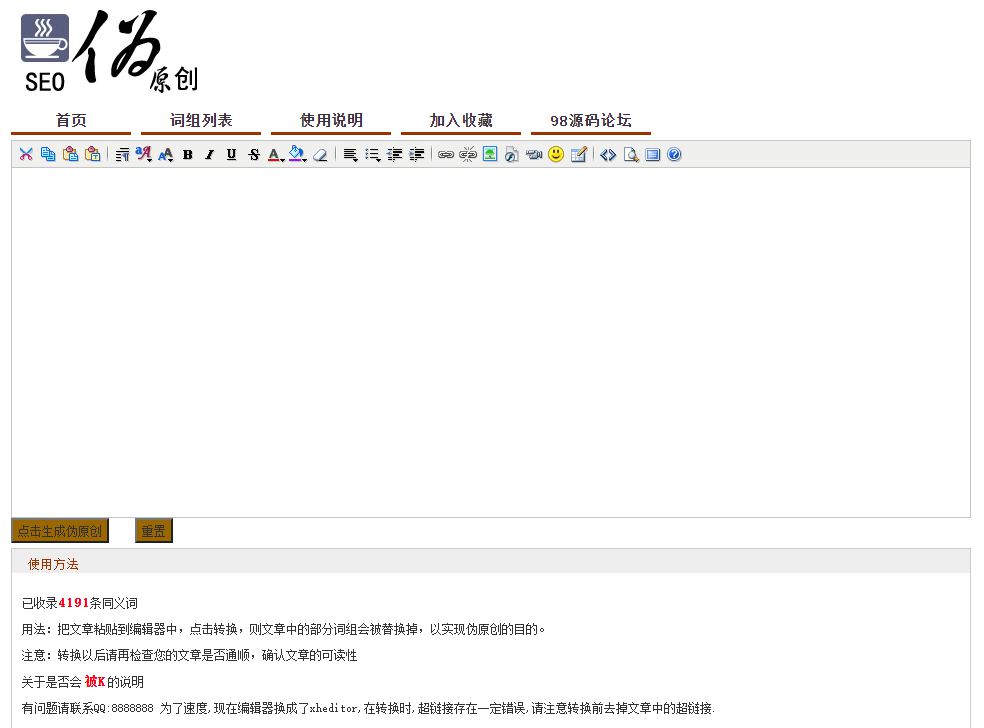 伪
SEO 原创
首页 词组列表 使用说明 加入收藏 98源码论坛
点击生成伪原创 重置
使用方法
已收录4191条同义词
用法：把文章粘贴到编辑器中，点击转换，则文章中的部分词组会被替换掉，以实现伪原创的目的。
注意：转换以后请再检查您的文章是否通顺，确认文章的可读性
关于是否会 被K 的说明
有问题请联系QQ:8888888 为了速度,现在编辑器换成了xheditor,在转换时,超链接存在一定错误,请注意转换前去掉文章中的超链接.